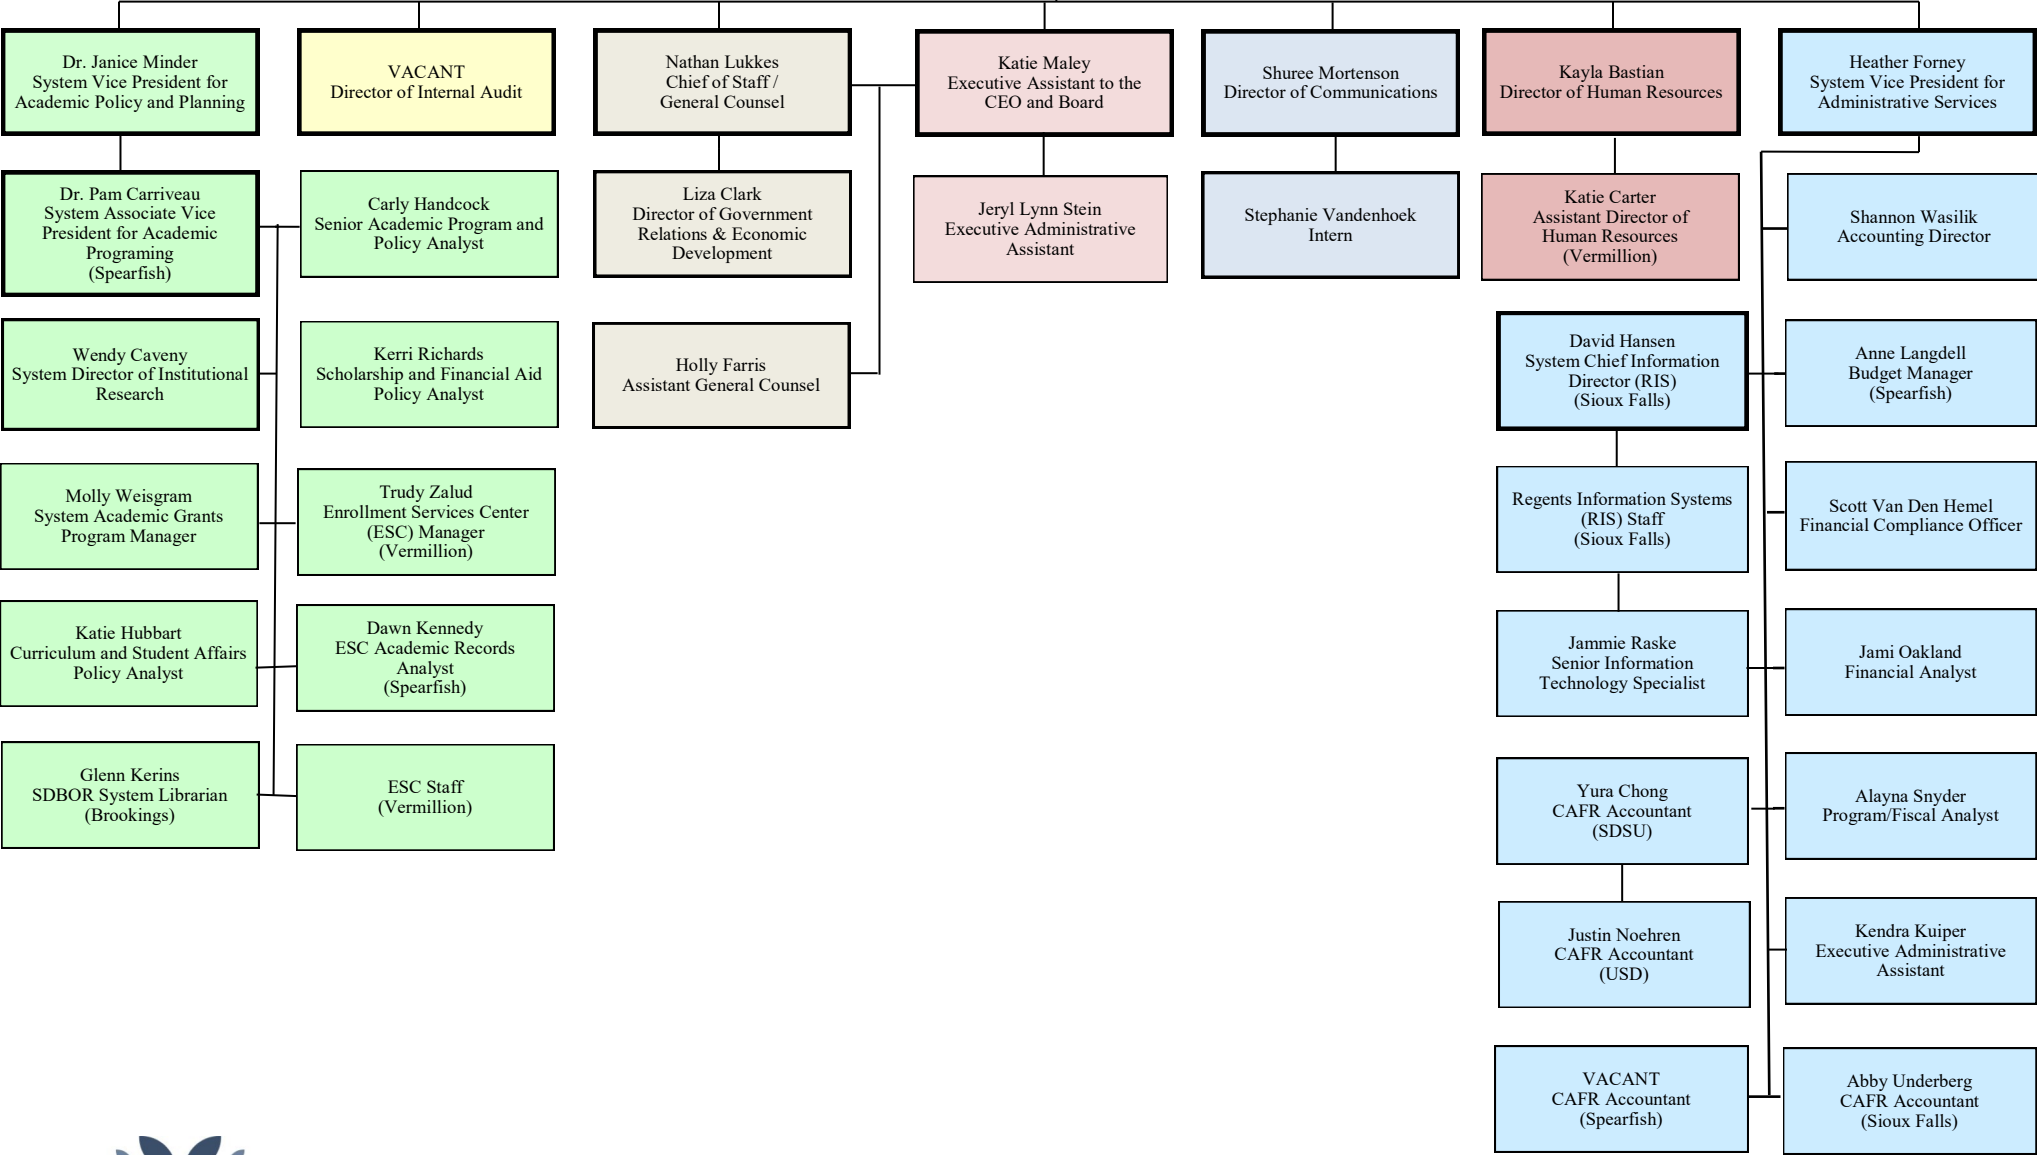 Dr. Janice Minder
System Vice President for
Academic Policy and Planning
VACANT
Director of Internal Audit
Nathan Lukkes
Chief of Staff /
General Counsel
Katie Maley
Executive Assistant to the
CEO and Board
Shuree Mortenson
Director of Communications
Kayla Bastian
Director of Human Resources
Heather Forney
System Vice President for
Administrative Services
Dr. Pam Carriveau
System Associate Vice
President for Academic
Programing
(Spearfish)
Carly Handcock
Senior Academic Program and
Policy Analyst
Liza Clark
Director of Government
Relations & Economic
Development
Jeryl Lynn Stein
Executive Administrative
Assistant
Stephanie Vandenhoek
Intern
Katie Carter
Assistant Director of
Human Resources
(Vermillion)
Shannon Wasilik
Accounting Director
Wendy Caveny
System Director of Institutional
Research
Kerri Richards
Scholarship and Financial Aid
Policy Analyst
Holly Farris
Assistant General Counsel
David Hansen
System Chief Information
Director (RIS)
(Sioux Falls)
Anne Langdell
Budget Manager
(Spearfish)
Molly Weisgram
System Academic Grants
Program Manager
Trudy Zalud
Enrollment Services Center
(ESC) Manager
(Vermillion)
Regents Information Systems
(RIS) Staff
(Sioux Falls)
Scott Van Den Hemel
Financial Compliance Officer
Katie Hubbart
Curriculum and Student Affairs
Policy Analyst
Dawn Kennedy
ESC Academic Records
Analyst
(Spearfish)
Jammie Raske
Senior Information
Technology Specialist
Jami Oakland
Financial Analyst
Glenn Kerins
SDBOR System Librarian
(Brookings)
ESC Staff
(Vermillion)
Yura Chong
CAFR Accountant
(SDSU)
Alayna Snyder
Program/Fiscal Analyst
Justin Noehren
CAFR Accountant
(USD)
Kendra Kuiper
Executive Administrative
Assistant
VACANT
CAFR Accountant
(Spearfish)
Abby Underberg
CAFR Accountant
(Sioux Falls)